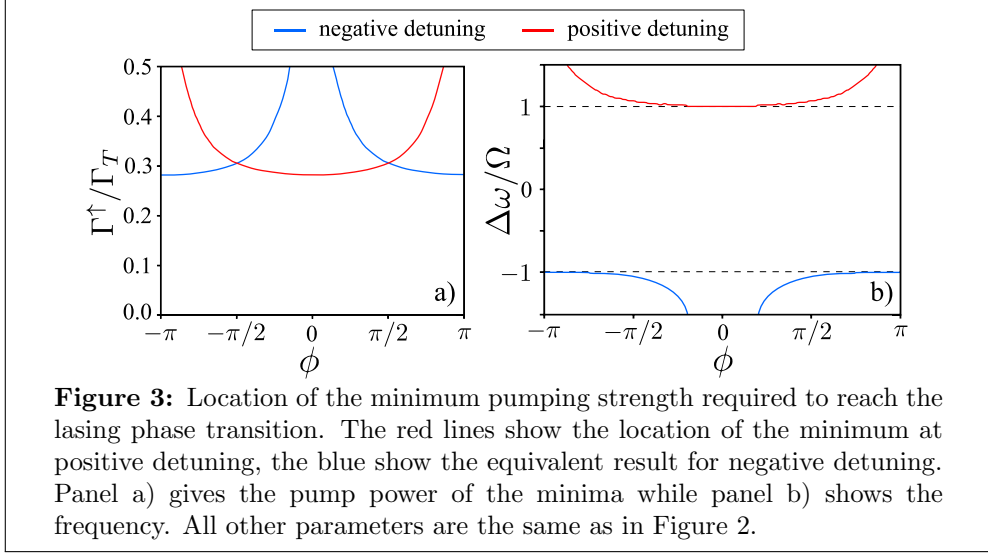 negative detuning positive detuning
0.5
0.4
0.3
0.2
0.1
0.0
Γ↑/Γ_T
−π −π/2 0 π/2 π
ϕ
a)
1
0
−1
Δω/Ω
−π −π/2 0 π/2 π
ϕ
b)
Figure 3: Location of the minimum pumping strength required to reach the
lasing phase transition. The red lines show the location of the minimum at
positive detuning, the blue show the equivalent result for negative detuning.
Panel a) gives the pump power of the minima while panel b) shows the
frequency. All other parameters are the same as in Figure 2.